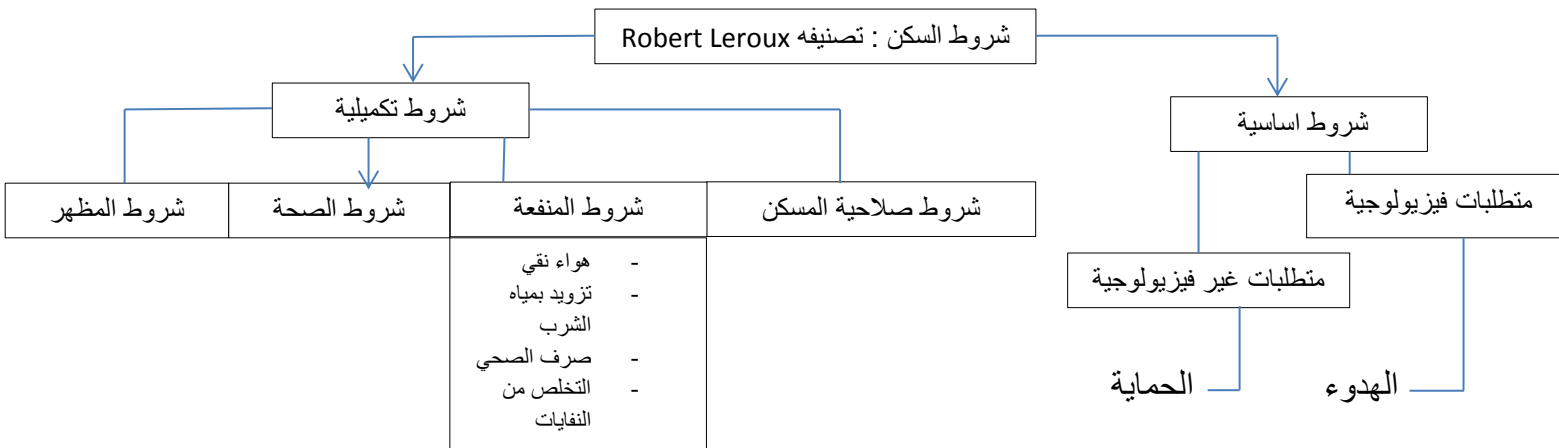 شروط السكن : تصنيفه Robert Leroux
شروط اساسية
شروط تكميلية
متطلبات فيزيولوجية
شروط صلاحية المسكن
شروط المنفعة
شروط الصحة
شروط المظهر
متطلبات غير فيزيولوجية
- هواء نقي
- تزويد بمياه
الشرب
- صرف الصحي
- التخلص من
النفايات
الهدوء
الحماية